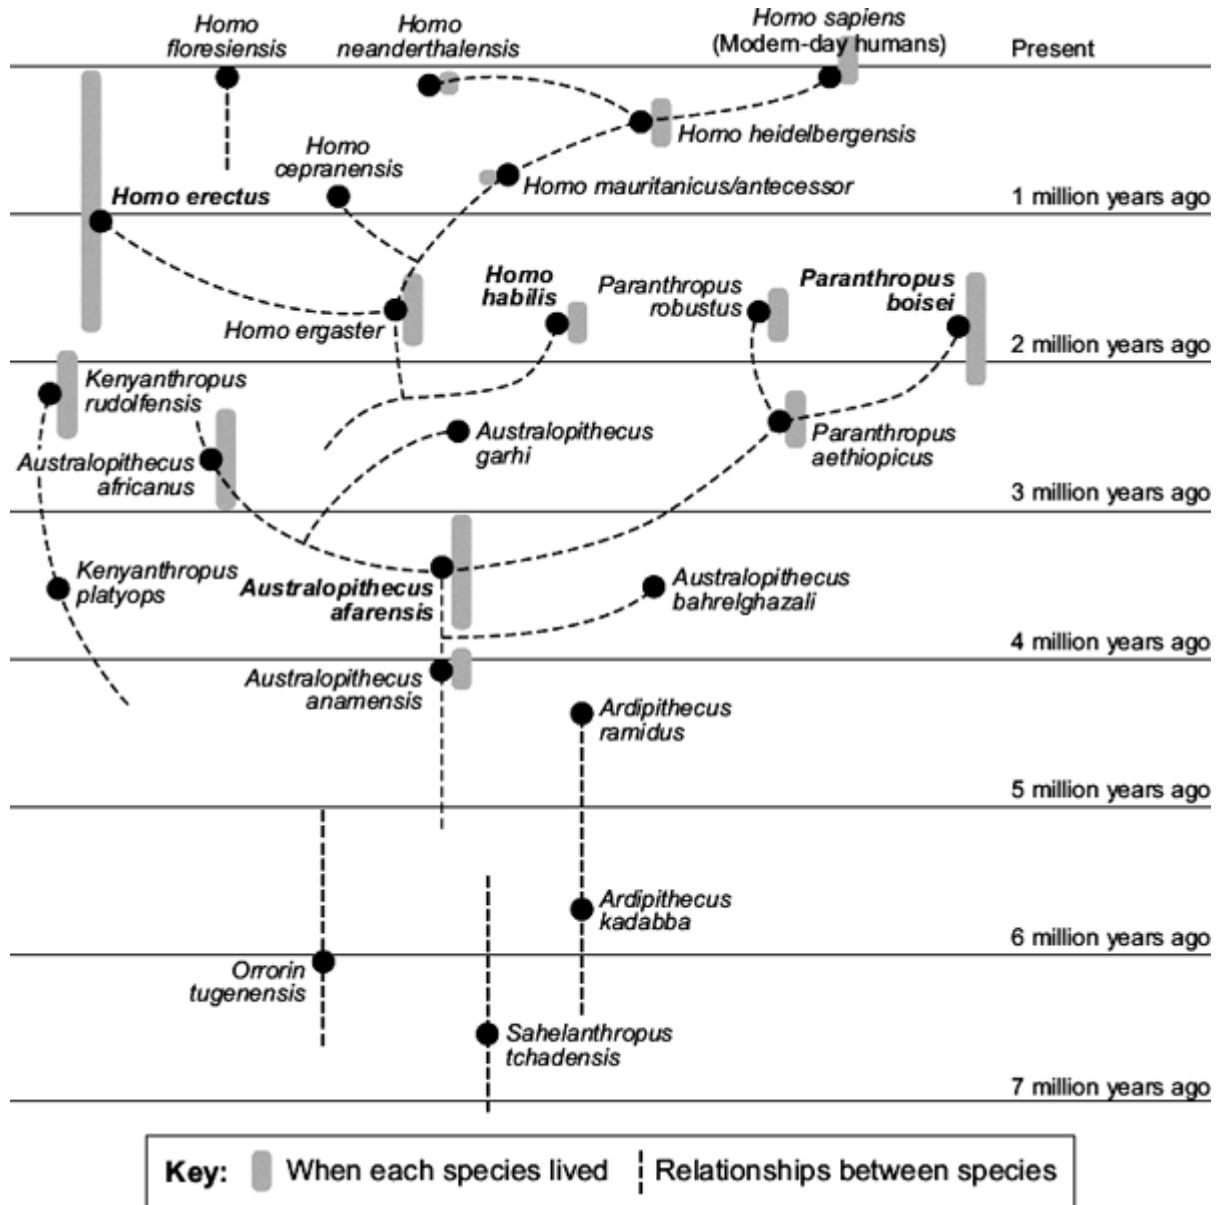 Homo
floresiensis
Homo
neanderthalensis
Homo sapiens
(Modern-day humans)
Present
Homo heidelbergensis
Homo
cepranensis
Homo mauritanicus/antecessor
Homo erectus
1 million years ago
Homo
habilis
Paranthropus
robustus
Paranthropus
boisei
Homo ergaster
2 million years ago
Kenyanthropus
rudolfensis
Australopithecus
africanus
Australopithecus
garhi
Paranthropus
aethiopicus
3 million years ago
Kenyanthropus
platyops
Australopithecus
afarensis
Australopithecus
bahrelghazali
4 million years ago
Australopithecus
anamensis
Ardipithecus
ramidus
5 million years ago
Ardipithecus
kadabba
6 million years ago
Orrorin
tugenensis
Sahelanthropus
tchadensis
7 million years ago
Key: When each species lived Relationships between species